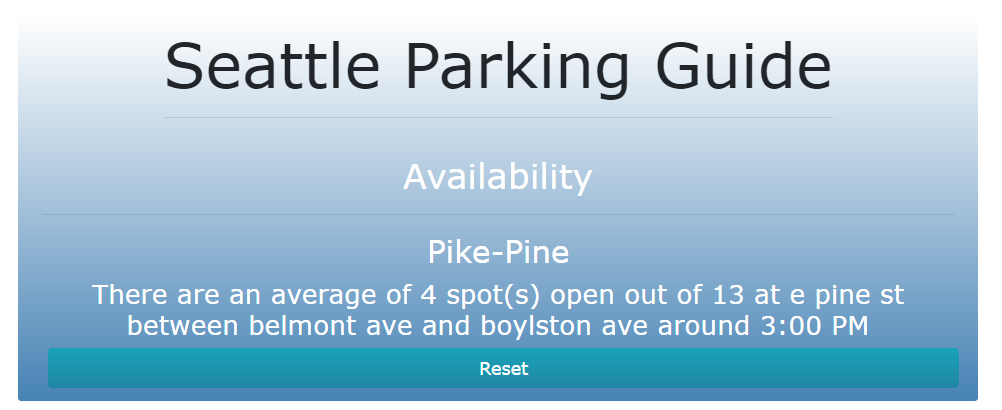 Seattle Parking Guide
Availability
Pike-Pine
There are an average of 4 spot(s) open out of 13 at e pine st
between belmont ave and boylston ave around 3:00 PM
Reset